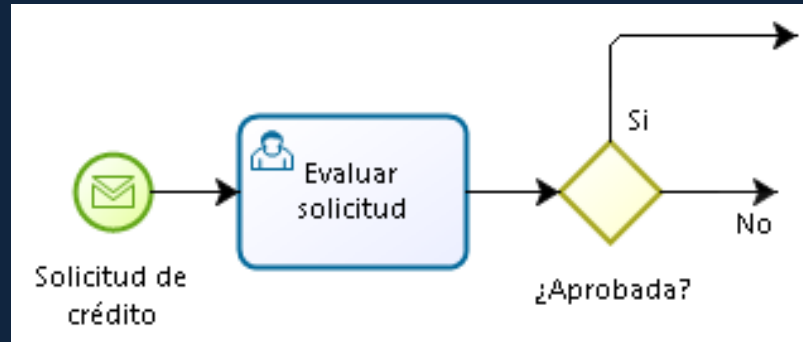 Solicitud de
crédito
Evaluar
solicitud
¿Aprobada?
Si
No